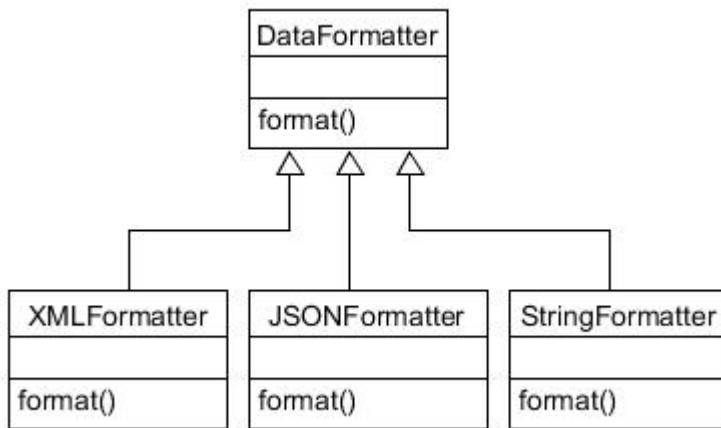 DataFormatter
format()
XMLFormatter
JSONFormatter
StringFormatter
format()
format()
format()